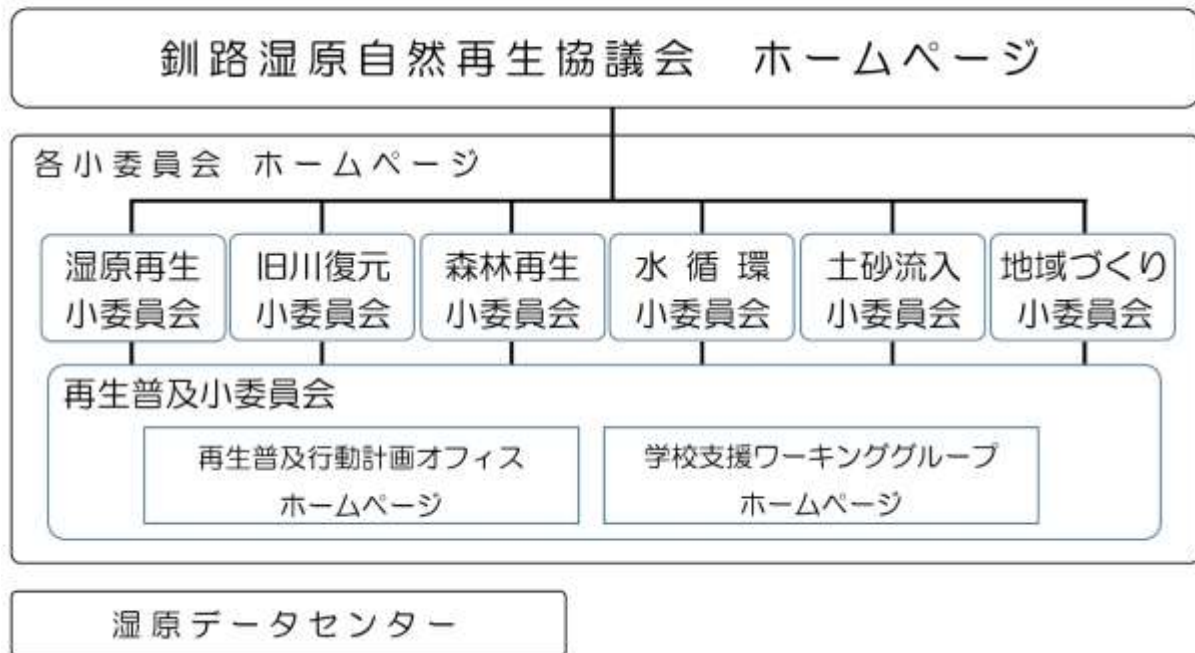 釧路湿原自然再生協議会　ホームページ
各小委員会　ホームページ
湿原再生
小委員会
旧川復元
小委員会
森林再生
小委員会
水循環
小委員会
土砂流入
小委員会
地域づくり
小委員会
再生普及小委員会
再生普及行動計画オフィス
ホームページ
学校支援ワーキンググループ
ホームページ
湿原データセンター